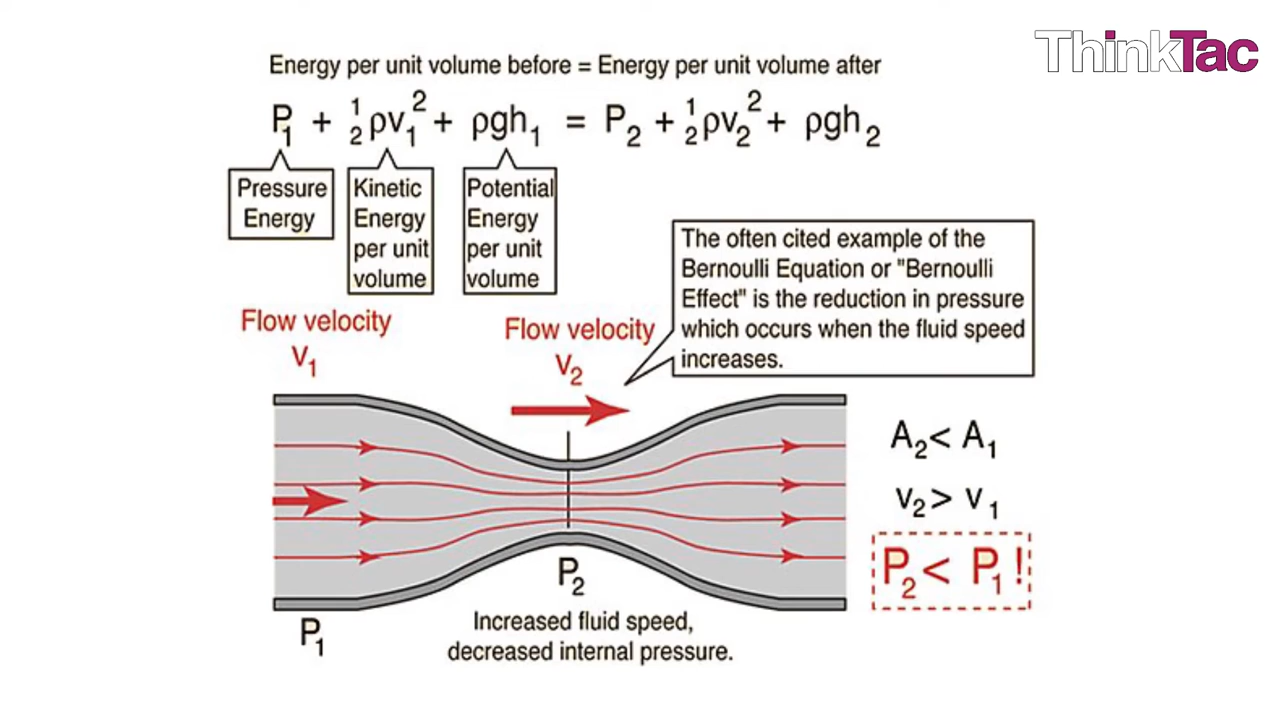 ThinkTac
Energy per unit volume before = Energy per unit volume after
P₁ + ½ρv₁² + ρgh₁ = P₂ + ½ρv₂² + ρgh₂
Pressure
Energy
Kinetic
Energy
per unit
volume
Potential
Energy
per unit
volume
The often cited example of the
Bernoulli Equation or "Bernoulli
Effect" is the reduction in pressure
which occurs when the fluid speed
increases.
Flow velocity
v₁
Flow velocity
v₂
A₂ < A₁
v₂ > v₁
P₂ < P₁ !
P₁
P₂
Increased fluid speed,
decreased internal pressure.